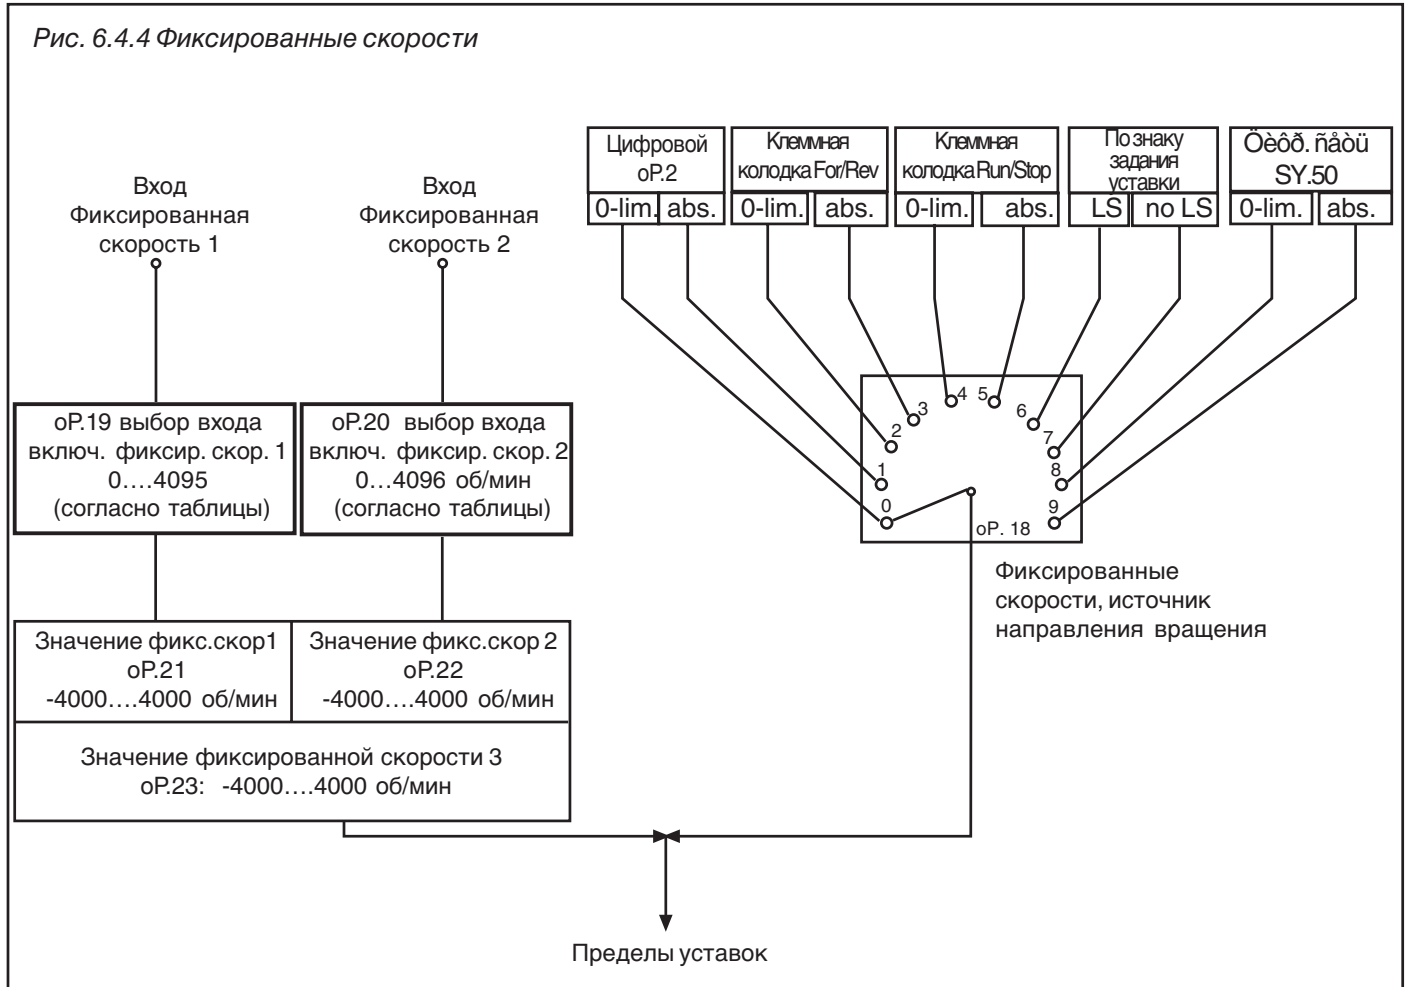 Рис. 6.4.4 Фиксированные скорости
Вход
Фиксированная
скорость 1
Вход
Фиксированная
скорость 2
Цифровой
oP.2
0-lim. abs.
Клеммная
колодка For/Rev
0-lim. abs.
Клеммная
колодка Run/Stop
0-lim. abs.
По знаку
задания
уставки
LS no LS
Öèôð. ñåòü
SY.50
0-lim. abs.
oP.19 выбор входа
включ. фиксир. скор. 1
0....4095
(согласно таблицы)
oP.20 выбор входа
включ. фиксир. скор. 2
0...4096 об/мин
(согласно таблицы)
0
1
2
3
4
5
6
7
8
9
oP. 18
Фиксированные
скорости, источник
направления вращения
Значение фикс.скор1
oP.21
-4000....4000 об/мин
Значение фикс.скор 2
oP.22
-4000....4000 об/мин
Значение фиксированной скорости 3
oP.23: -4000....4000 об/мин
Пределы уставок